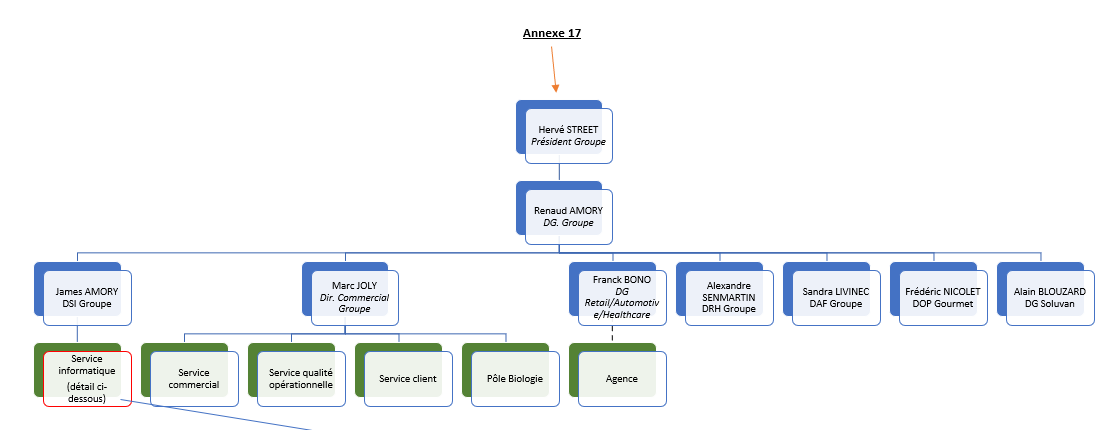 Annexe 17
Hervé STREET
Président Groupe
Renaud AMORY
DG. Groupe
James AMORY
DSI Groupe
Marc JOLY
Dir. Commercial
Groupe
Franck BONO
DG
Retail/Automotiv
e/Healthcare
Alexandre
SENMARTIN
DRH Groupe
Sandra LIVINEC
DAF Groupe
Frédéric NICOLET
DOP Gourmet
Alain BLOUZARD
DG Soluvan
Service
informatique
(détail ci-
dessous)
Service
commercial
Service qualité
opérationnelle
Service client
Pôle Biologie
Agence